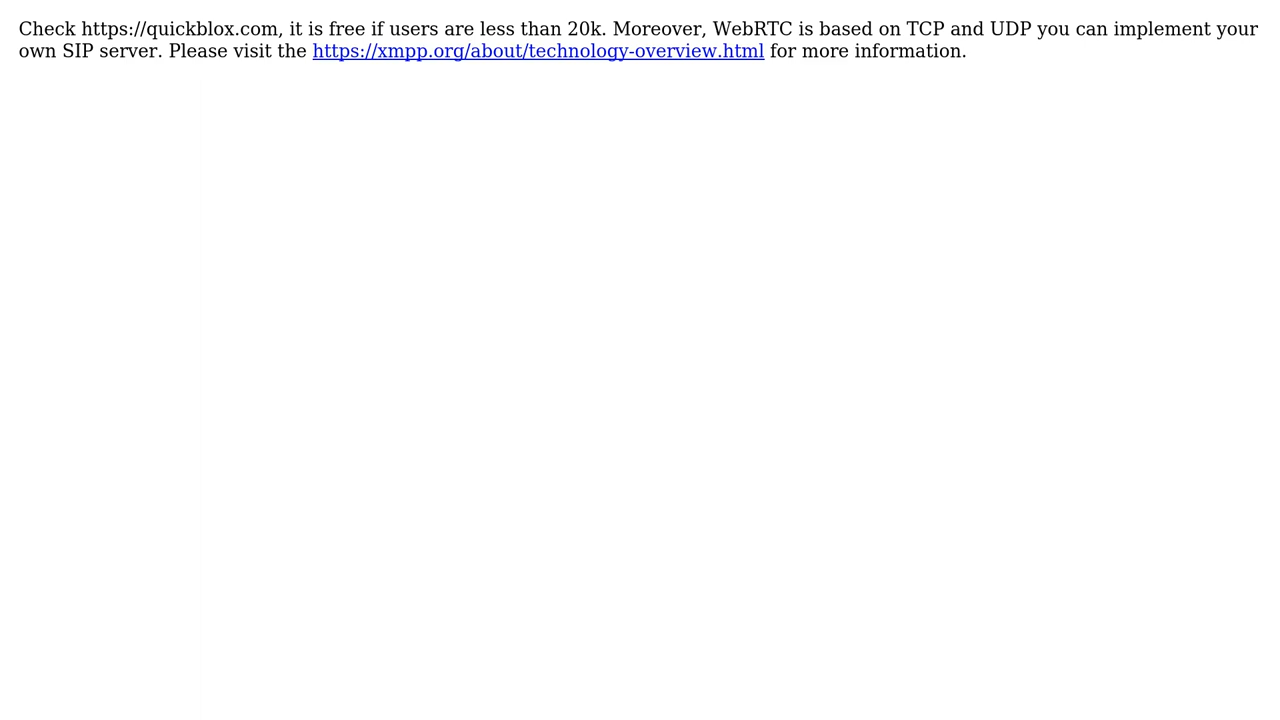 Check https://quickblox.com, it is free if users are less than 20k. Moreover, WebRTC is based on TCP and UDP you can implement your
own SIP server. Please visit the https://xmpp.org/about/technology-overview.html for more information.